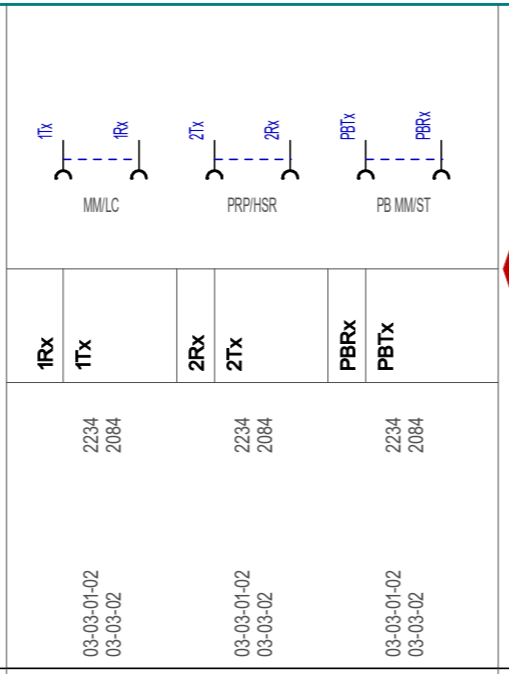 1Tx
1Rx
2Tx
2Rx
PBTx
PBRx
MM/LC
PRP/HSR
PB MM/ST
1Rx
1Tx
2Rx
2Tx
PBRx
PBTx
2234
2084
2234
2084
2234
2084
03-03-01-02
03-03-02
03-03-01-02
03-03-02
03-03-01-02
03-03-02